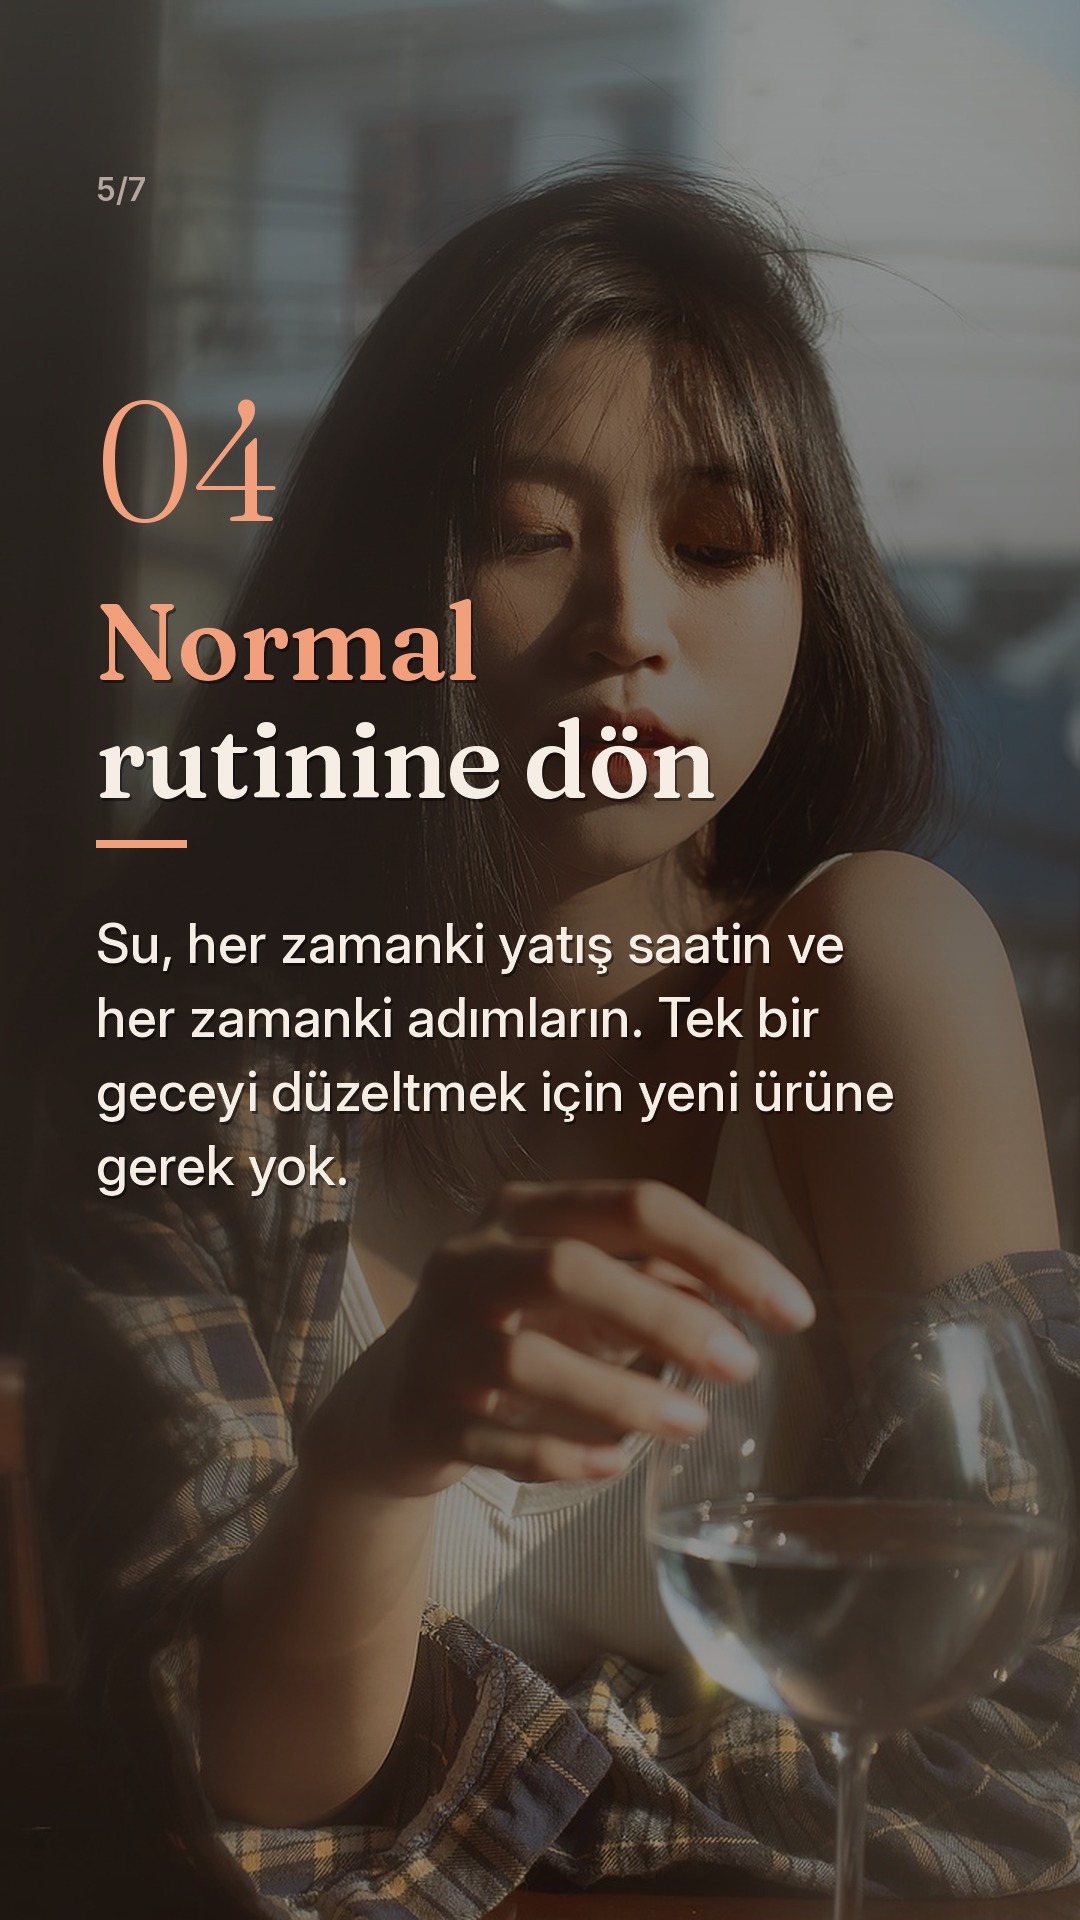 5/7
04
Normal
rutinine dön
Su, her zamanki yatış saatin ve
her zamanki adımların. Tek bir
geceyi düzeltmek için yeni ürüne
gerek yok.